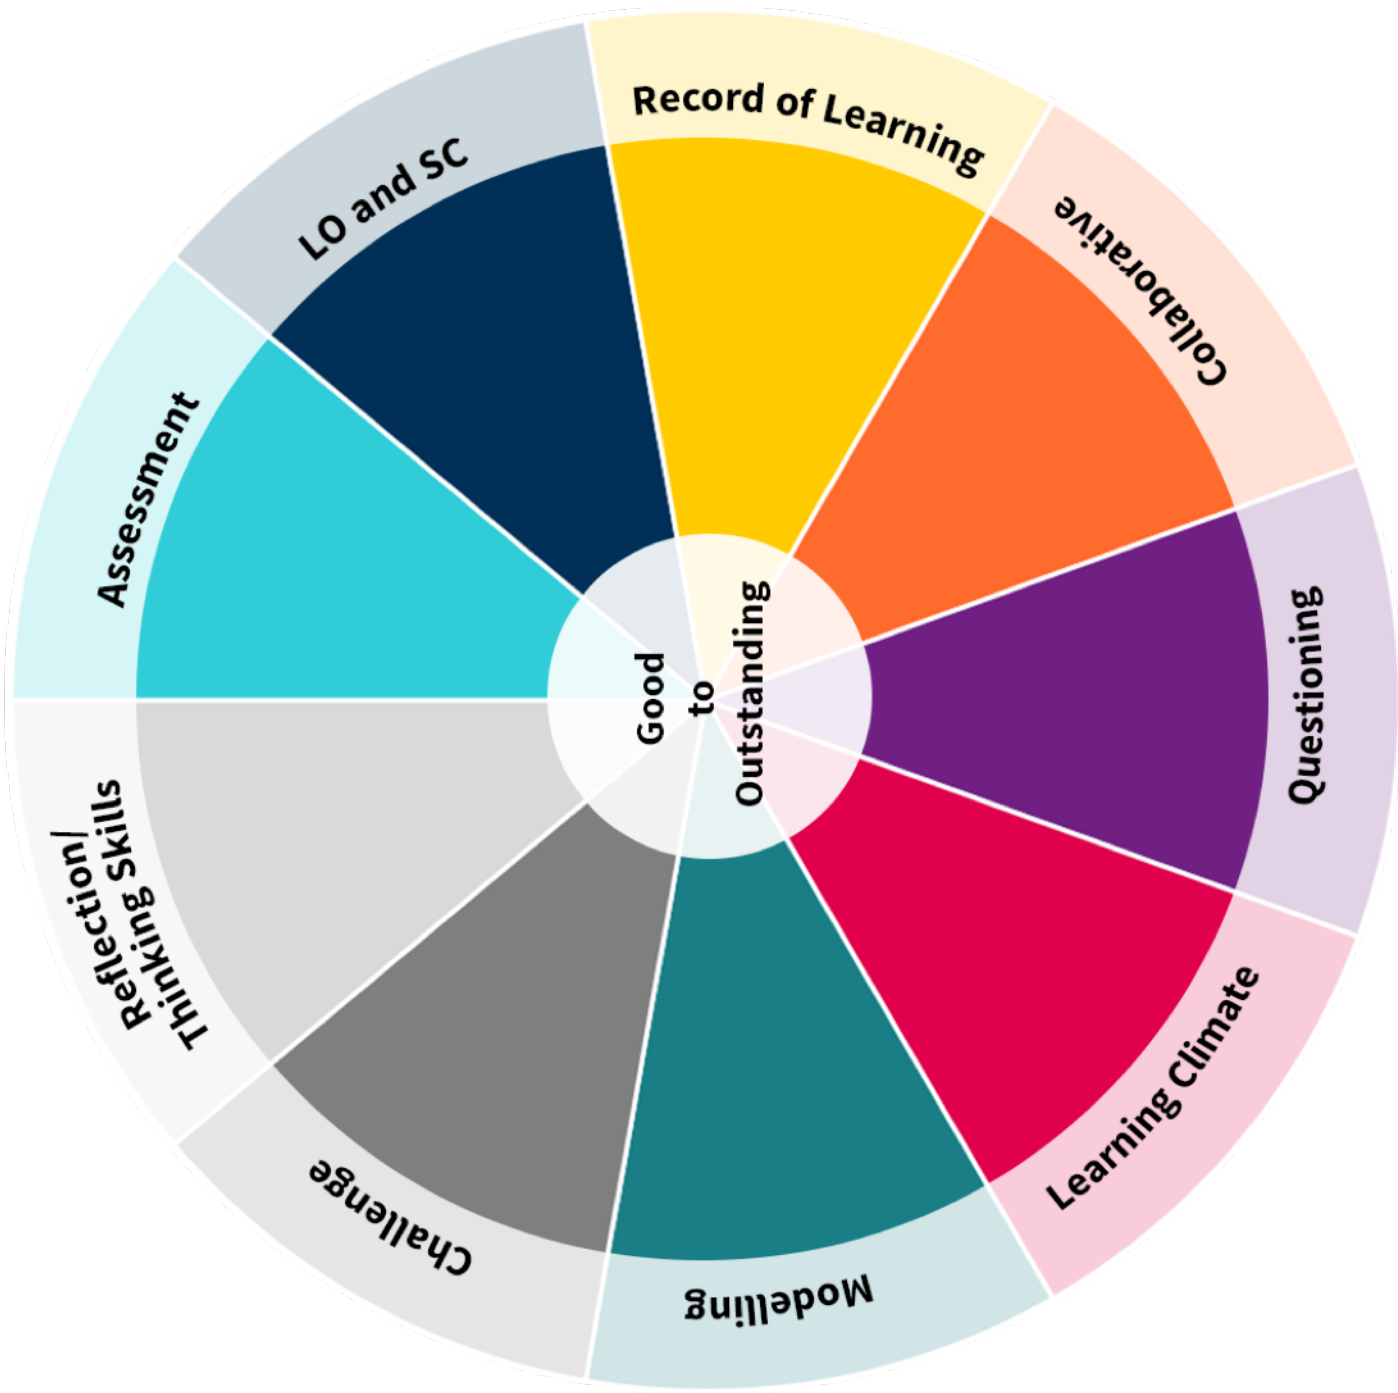 Record of Learning
Collaborative
Questioning
Learning Climate
Modelling
Challenge
Reflection/
Thinking Skills
Assessment
LO and SC
Good
to
Outstanding